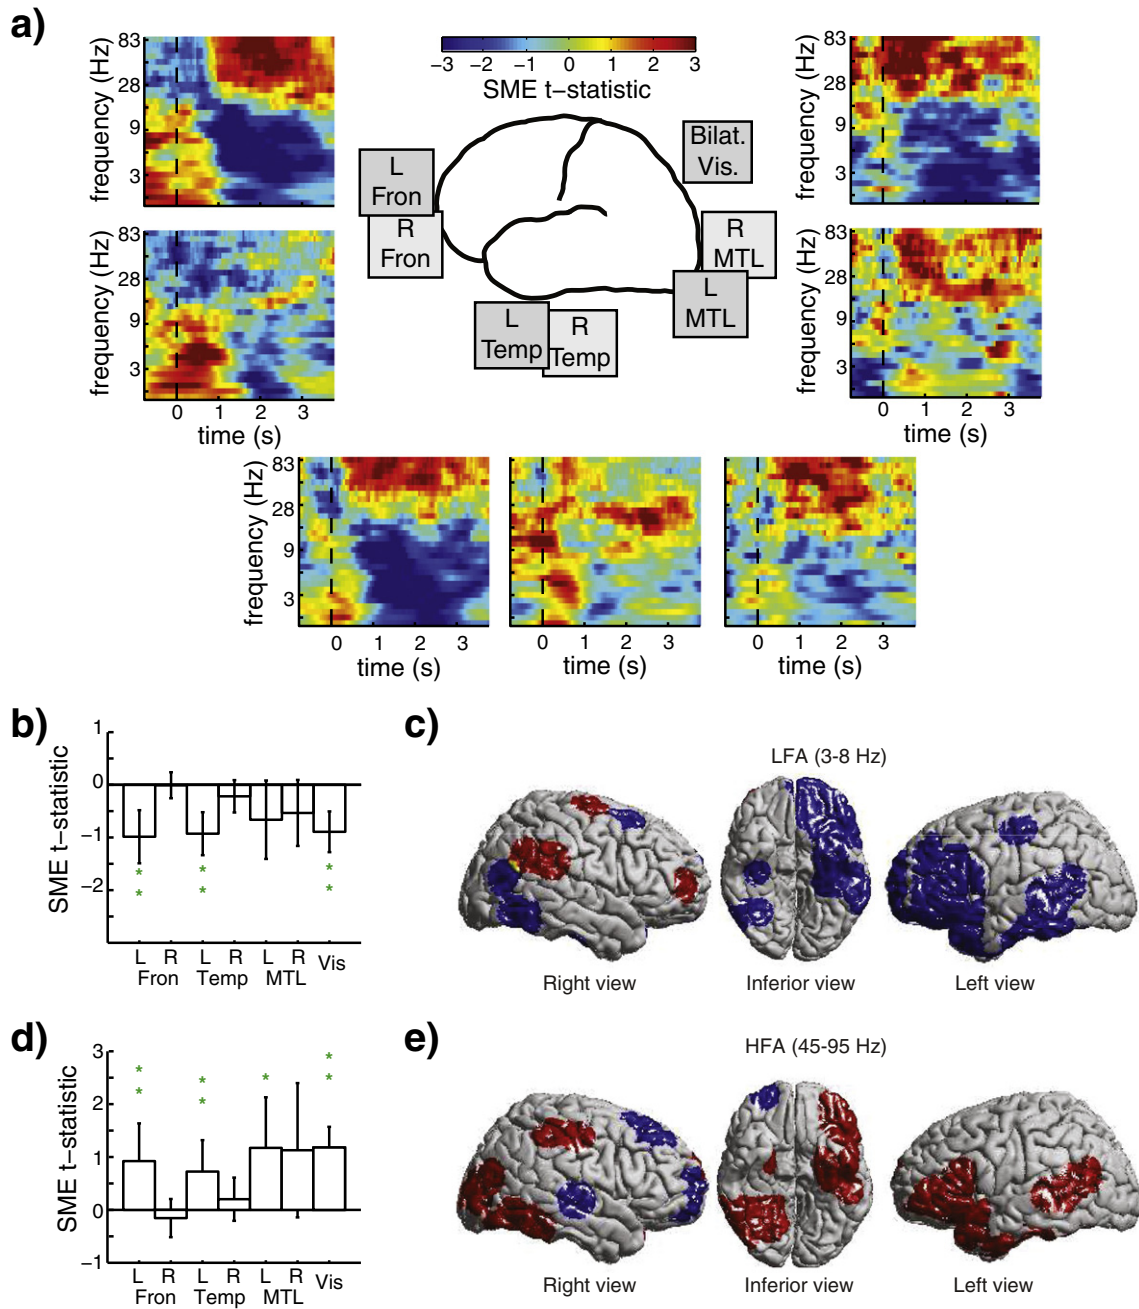 a)
83
28
9
3
frequency (Hz)
−3 −2 −1 0 1 2 3
SME t−statistic
83
28
9
3
frequency (Hz)
L
Fron
R
Fron
Bilat.
Vis.
R
MTL
L
MTL
L
Temp
R
Temp
83
28
9
3
frequency (Hz)
0 1 2 3
time (s)
83
28
9
3
frequency (Hz)
0 1 2 3
time (s)
83
28
9
3
frequency (Hz)
0 1 2 3
time (s)
0 1 2 3
time (s)
0 1 2 3
time (s)
b)
1
0
−1
−2
SME t−statistic
* * * * * *
L R L R L R Vis
Fron Temp MTL
c)
LFA (3-8 Hz)
Right view
Inferior view
Left view
d)
3
2
1
0
−1
SME t−statistic
* * * * * * *
L R L R L R Vis
Fron Temp MTL
e)
HFA (45-95 Hz)
Right view
Inferior view
Left view